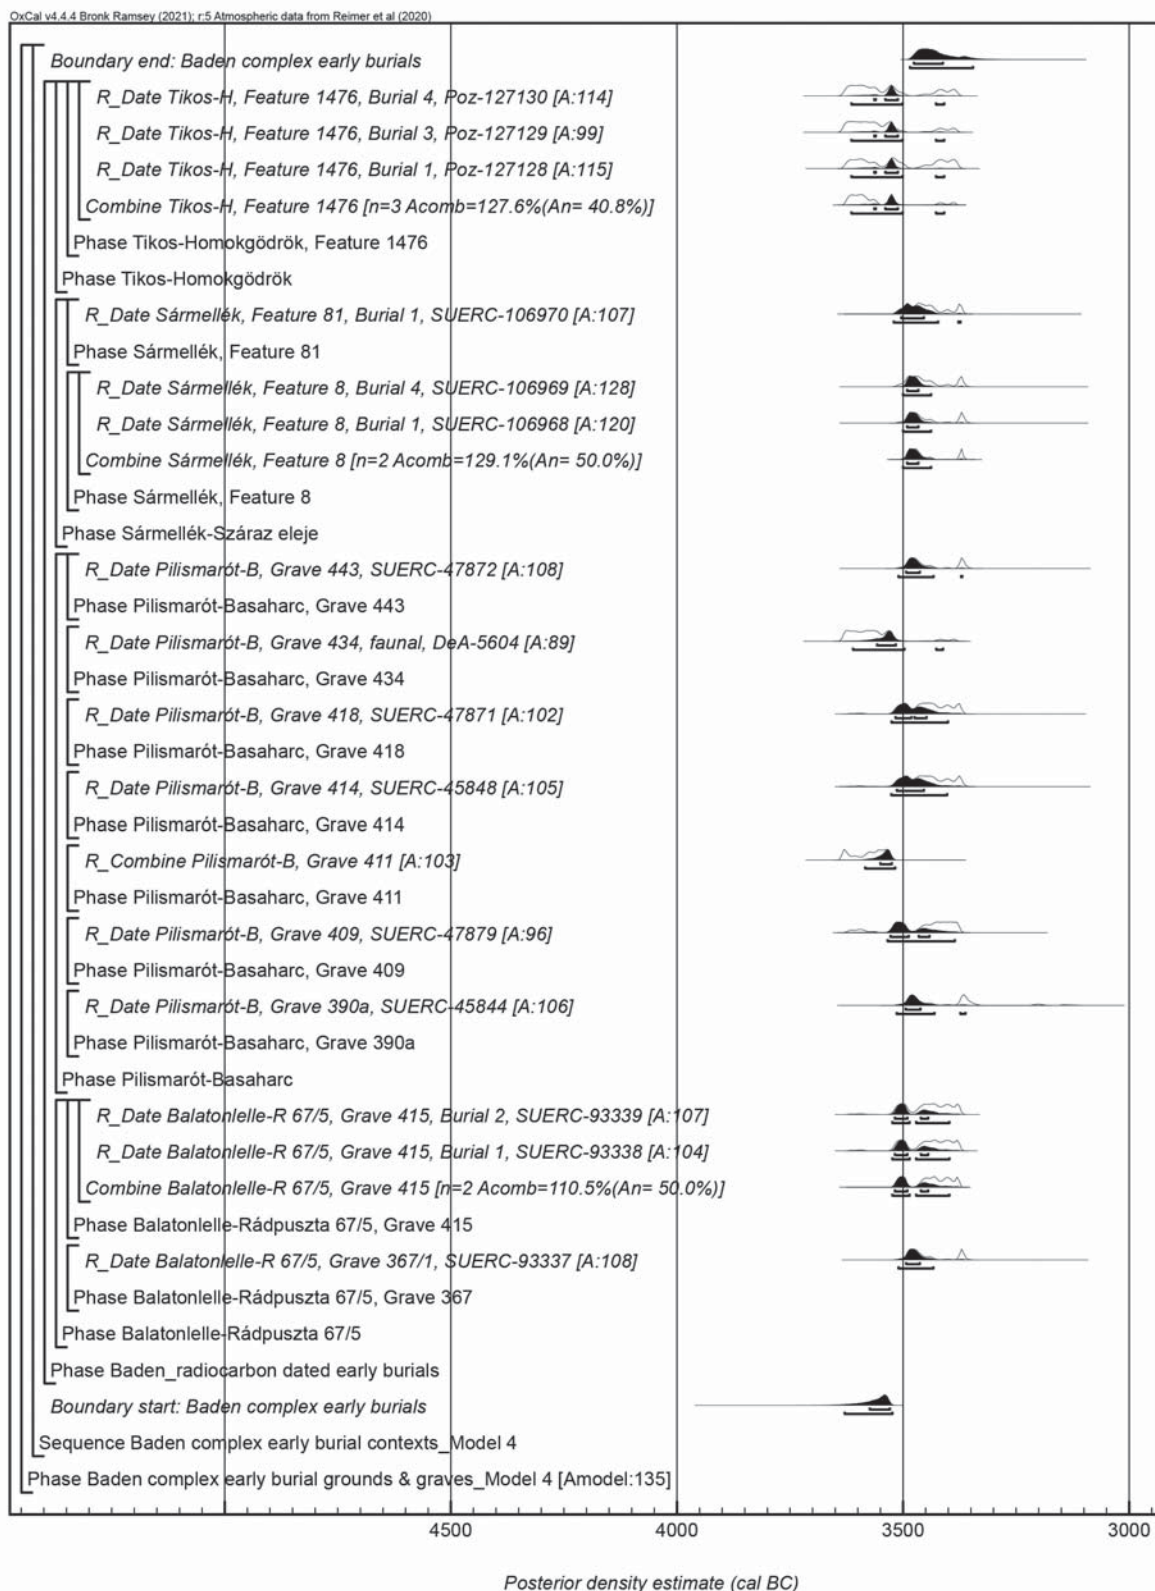 OxCal v4.4.4 Bronk Ramsey (2021); r:5 Atmospheric data from Reimer et al (2020)
Boundary end: Baden complex early burials
R_Date Tikos-H, Feature 1476, Burial 4, Poz-127130 [A:114]
R_Date Tikos-H, Feature 1476, Burial 3, Poz-127129 [A:99]
R_Date Tikos-H, Feature 1476, Burial 1, Poz-127128 [A:115]
Combine Tikos-H, Feature 1476 [n=3 Acomb=127.6%(An= 40.8%)]
Phase Tikos-Homokgödrök, Feature 1476
Phase Tikos-Homokgödrök
R_Date Sármellék, Feature 81, Burial 1, SUERC-106970 [A:107]
Phase Sármellék, Feature 81
R_Date Sármellék, Feature 8, Burial 4, SUERC-106969 [A:128]
R_Date Sármellék, Feature 8, Burial 1, SUERC-106968 [A:120]
Combine Sármellék, Feature 8 [n=2 Acomb=129.1%(An= 50.0%)]
Phase Sármellék, Feature 8
Phase Sármellék-Száraz eleje
R_Date Pilismarót-B, Grave 443, SUERC-47872 [A:108]
Phase Pilismarót-Basaharc, Grave 443
R_Date Pilismarót-B, Grave 434, faunal, DeA-5604 [A:89]
Phase Pilismarót-Basaharc, Grave 434
R_Date Pilismarót-B, Grave 418, SUERC-47871 [A:102]
Phase Pilismarót-Basaharc, Grave 418
R_Date Pilismarót-B, Grave 414, SUERC-45848 [A:105]
Phase Pilismarót-Basaharc, Grave 414
R_Combine Pilismarót-B, Grave 411 [A:103]
Phase Pilismarót-Basaharc, Grave 411
R_Date Pilismarót-B, Grave 409, SUERC-47879 [A:96]
Phase Pilismarót-Basaharc, Grave 409
R_Date Pilismarót-B, Grave 390a, SUERC-45844 [A:106]
Phase Pilismarót-Basaharc, Grave 390a
Phase Pilismarót-Basaharc
R_Date Balatonlelle-R 67/5, Grave 415, Burial 2, SUERC-93339 [A:107]
R_Date Balatonlelle-R 67/5, Grave 415, Burial 1, SUERC-93338 [A:104]
Combine Balatonlelle-R 67/5, Grave 415 [n=2 Acomb=110.5%(An= 50.0%)]
Phase Balatonlelle-Rádpuszta 67/5, Grave 415
R_Date Balatonlelle-R 67/5, Grave 367/1, SUERC-93337 [A:108]
Phase Balatonlelle-Rádpuszta 67/5, Grave 367
Phase Balatonlelle-Rádpuszta 67/5
Phase Baden_radiocarbon dated early burials
Boundary start: Baden complex early burials
Sequence Baden complex early burial contexts_Model 4
Phase Baden complex early burial grounds & graves_Model 4 [Amodel:135]
4500 4000 3500 3000
Posterior density estimate (cal BC)